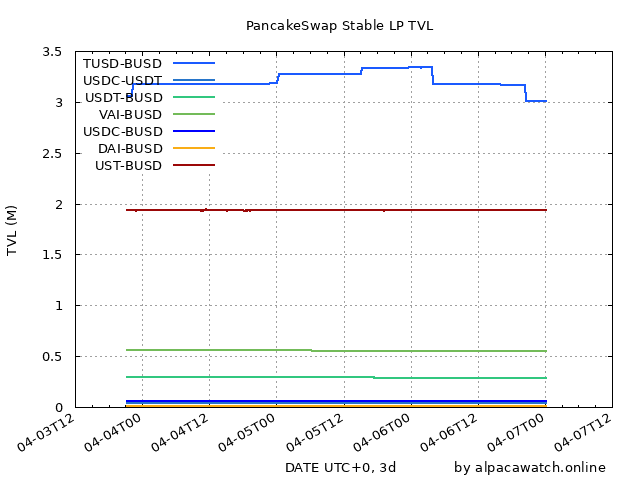 PancakeSwap Stable LP TVL
TVL (M)
3.5
3
2.5
2
1.5
1
0.5
0
TUSD-BUSD
USDC-USDT
USDT-BUSD
VAI-BUSD
USDC-BUSD
DAI-BUSD
UST-BUSD
04-03T12
04-04T00
04-04T12
04-05T00
04-05T12
04-06T00
04-06T12
04-07T00
04-07T12
DATE UTC+0, 3d
by alpacawatch.online